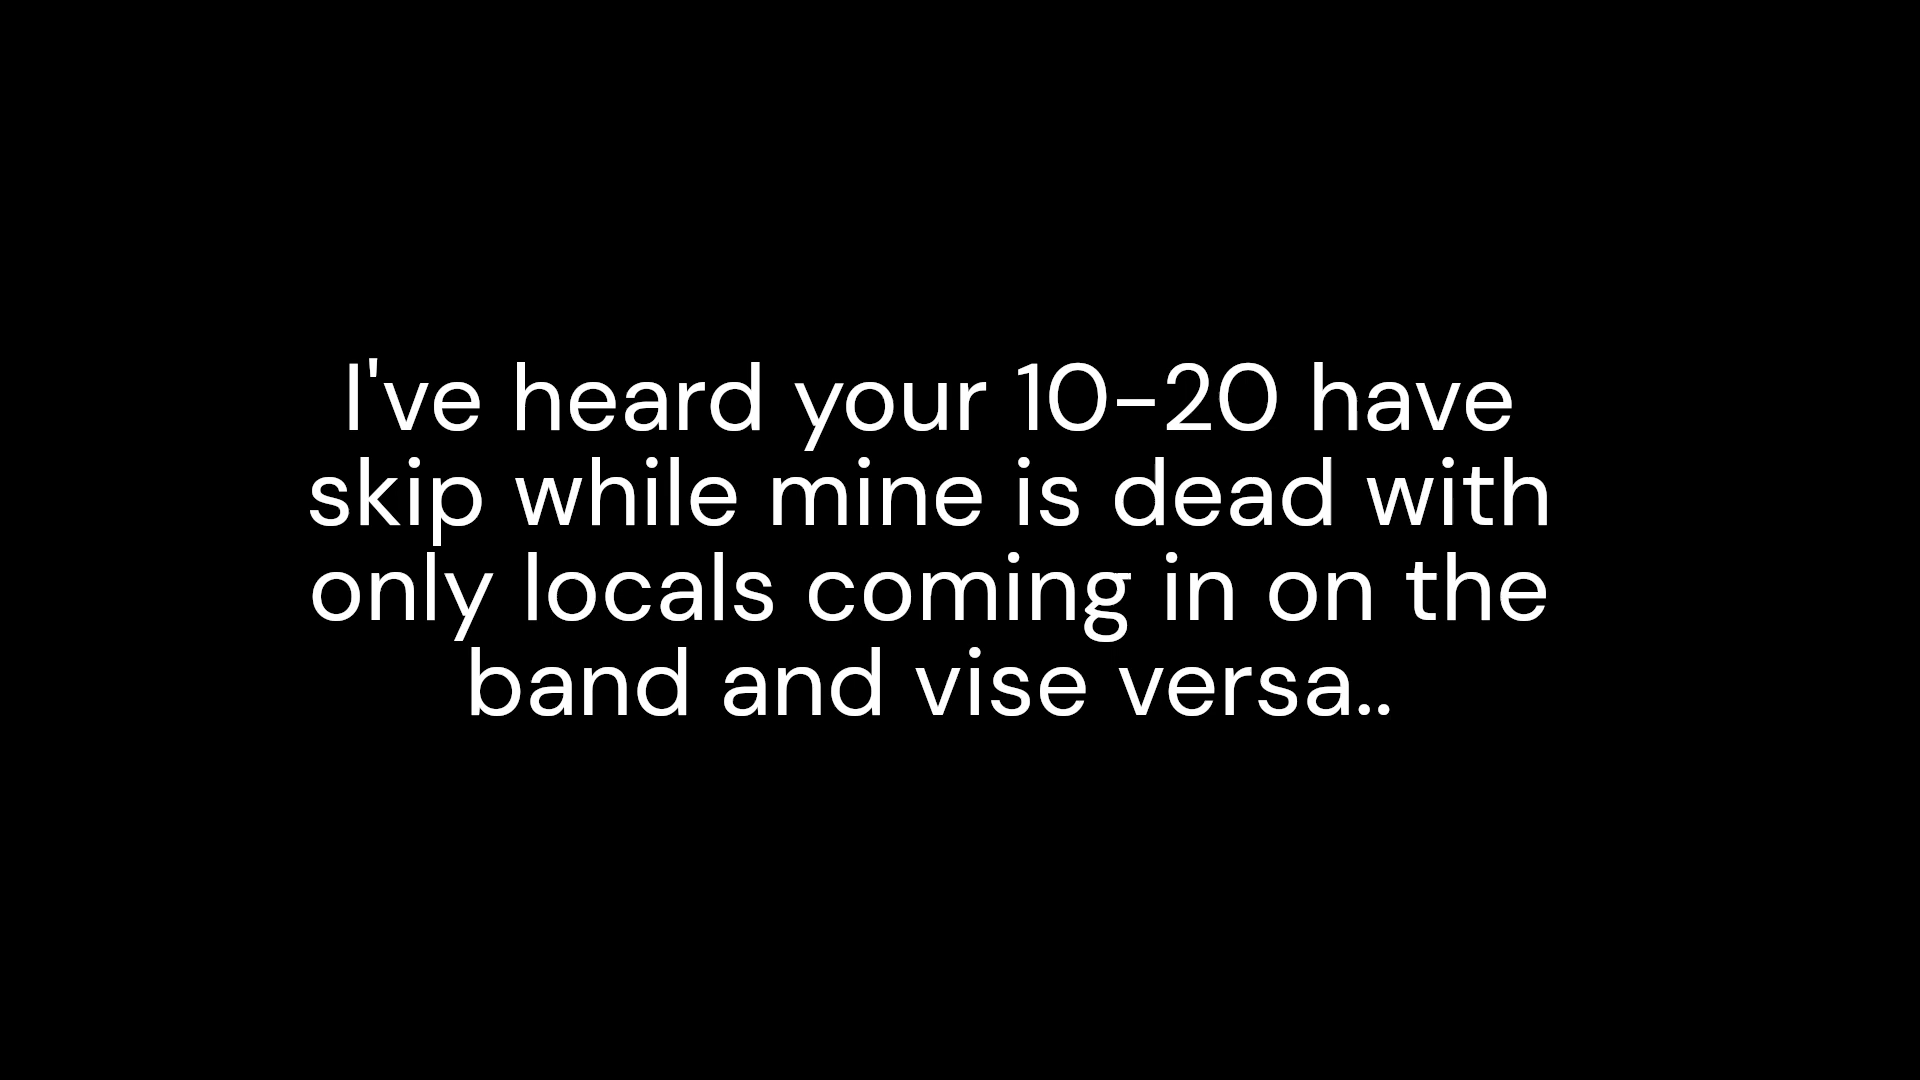 I've heard your 10-20 have
skip while mine is dead with
only locals coming in on the
band and vise versa..